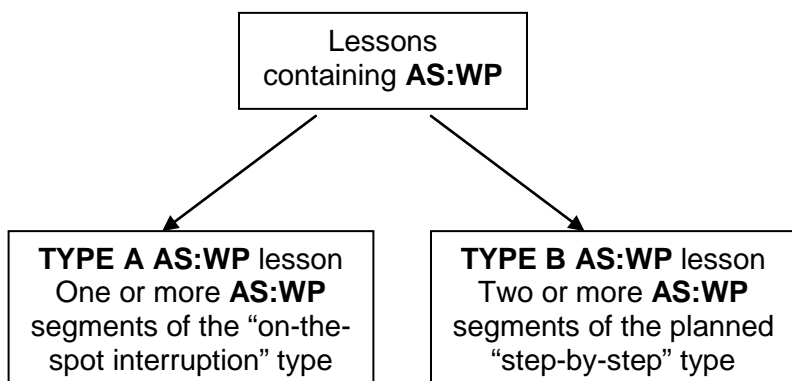 Lessons
containing AS:WP
TYPE A AS:WP lesson
One or more AS:WP
segments of the “on-the-
spot interruption” type
TYPE B AS:WP lesson
Two or more AS:WP
segments of the planned
“step-by-step” type